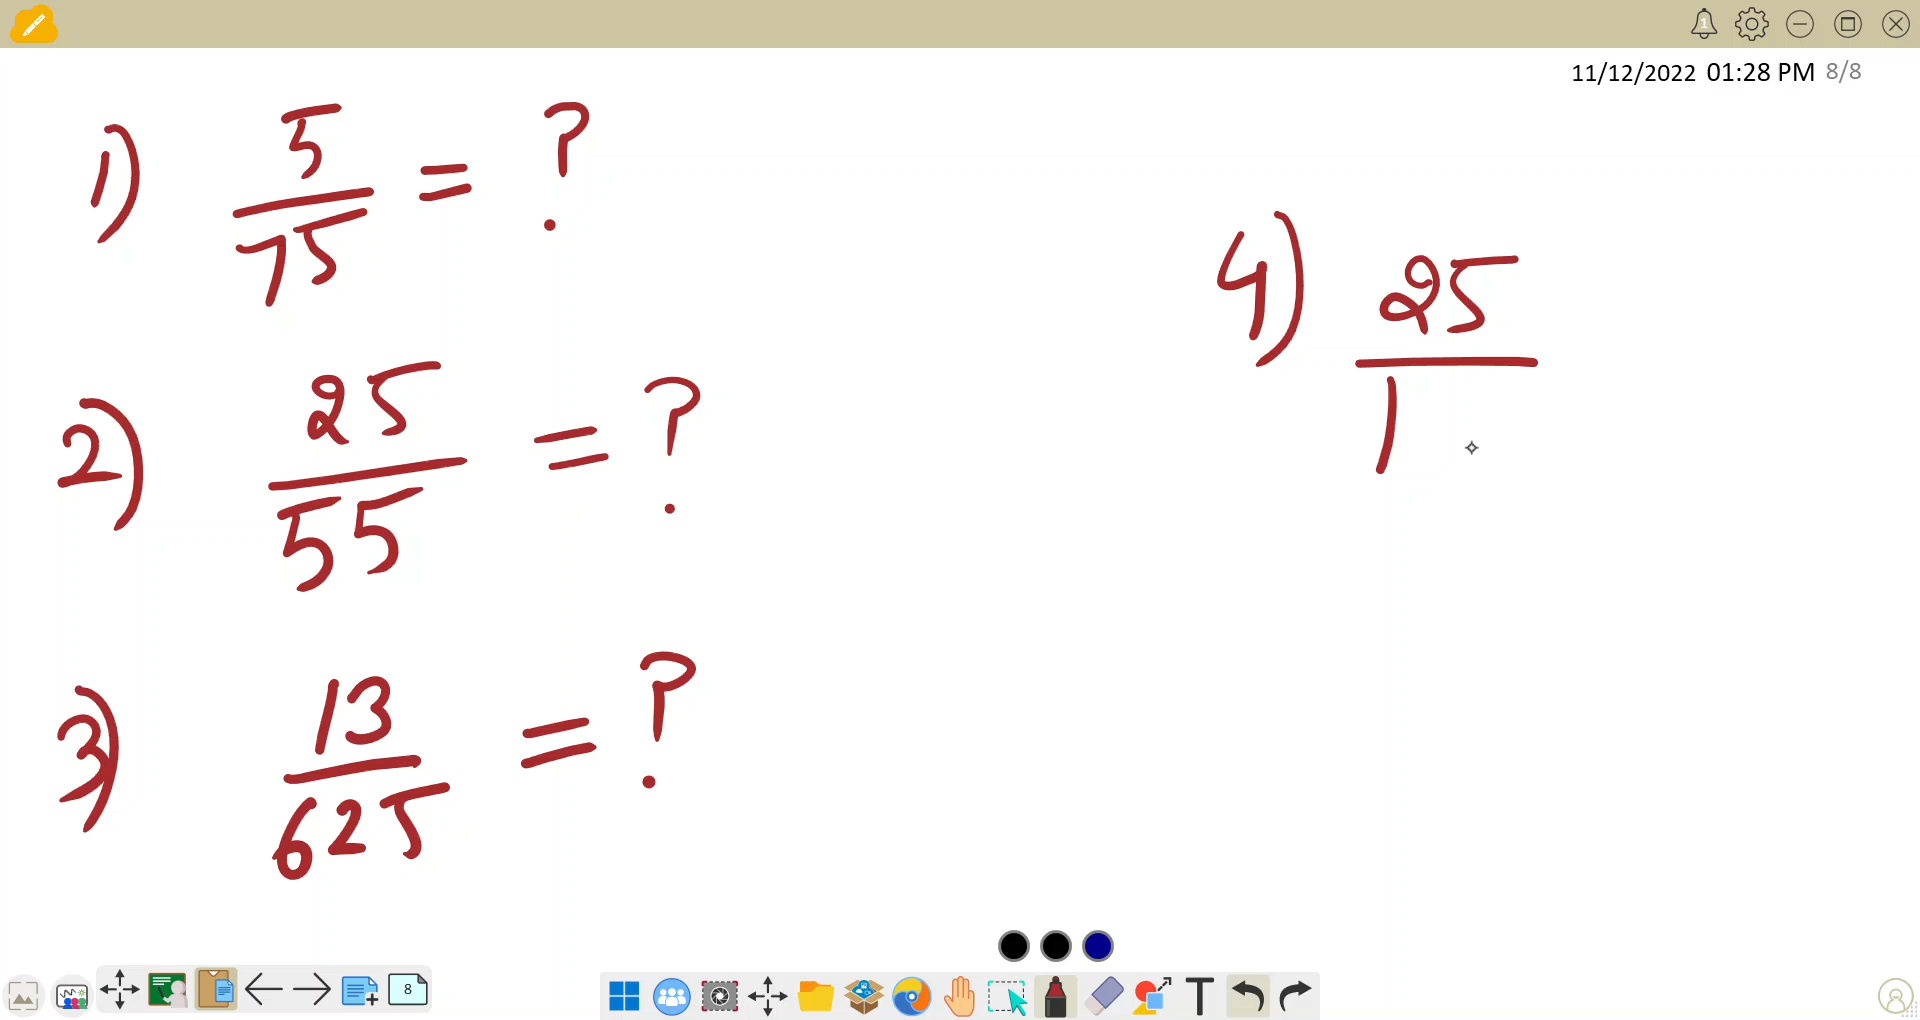 1
11/12/2022 01:28 PM 8/8
1) 5/75 = ?
2) 25/55 = ?
3) 13/625 = ?
4) 25/1
8
T